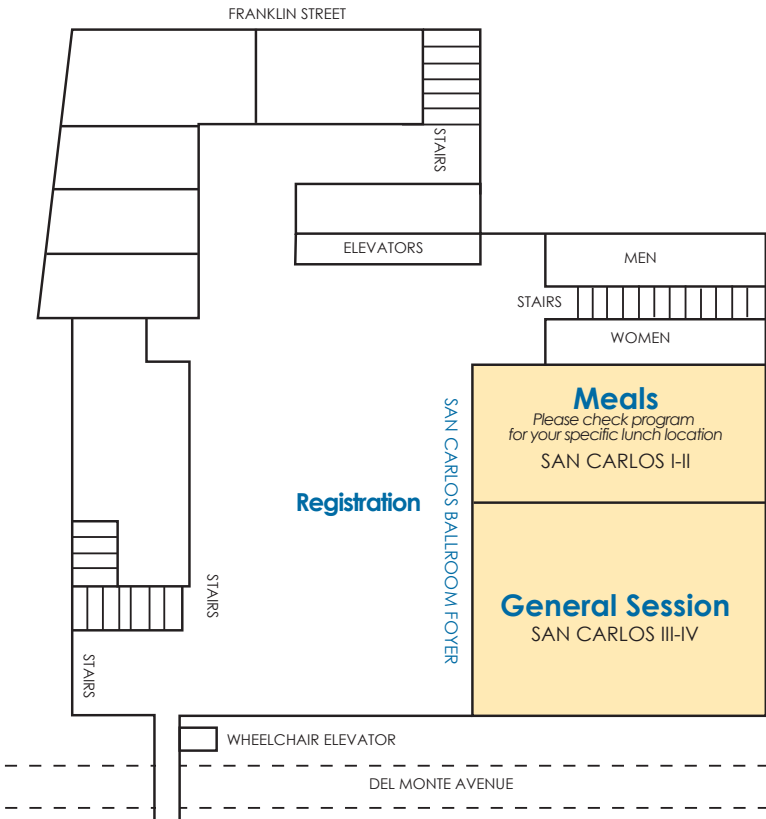 FRANKLIN STREET
STAIRS
ELEVATORS
MEN
STAIRS
WOMEN
Meals
Please check program
for your specific lunch location
SAN CARLOS I-II
SAN CARLOS BALLROOM FOYER
Registration
General Session
SAN CARLOS III-IV
STAIRS
STAIRS
WHEELCHAIR ELEVATOR
DEL MONTE AVENUE